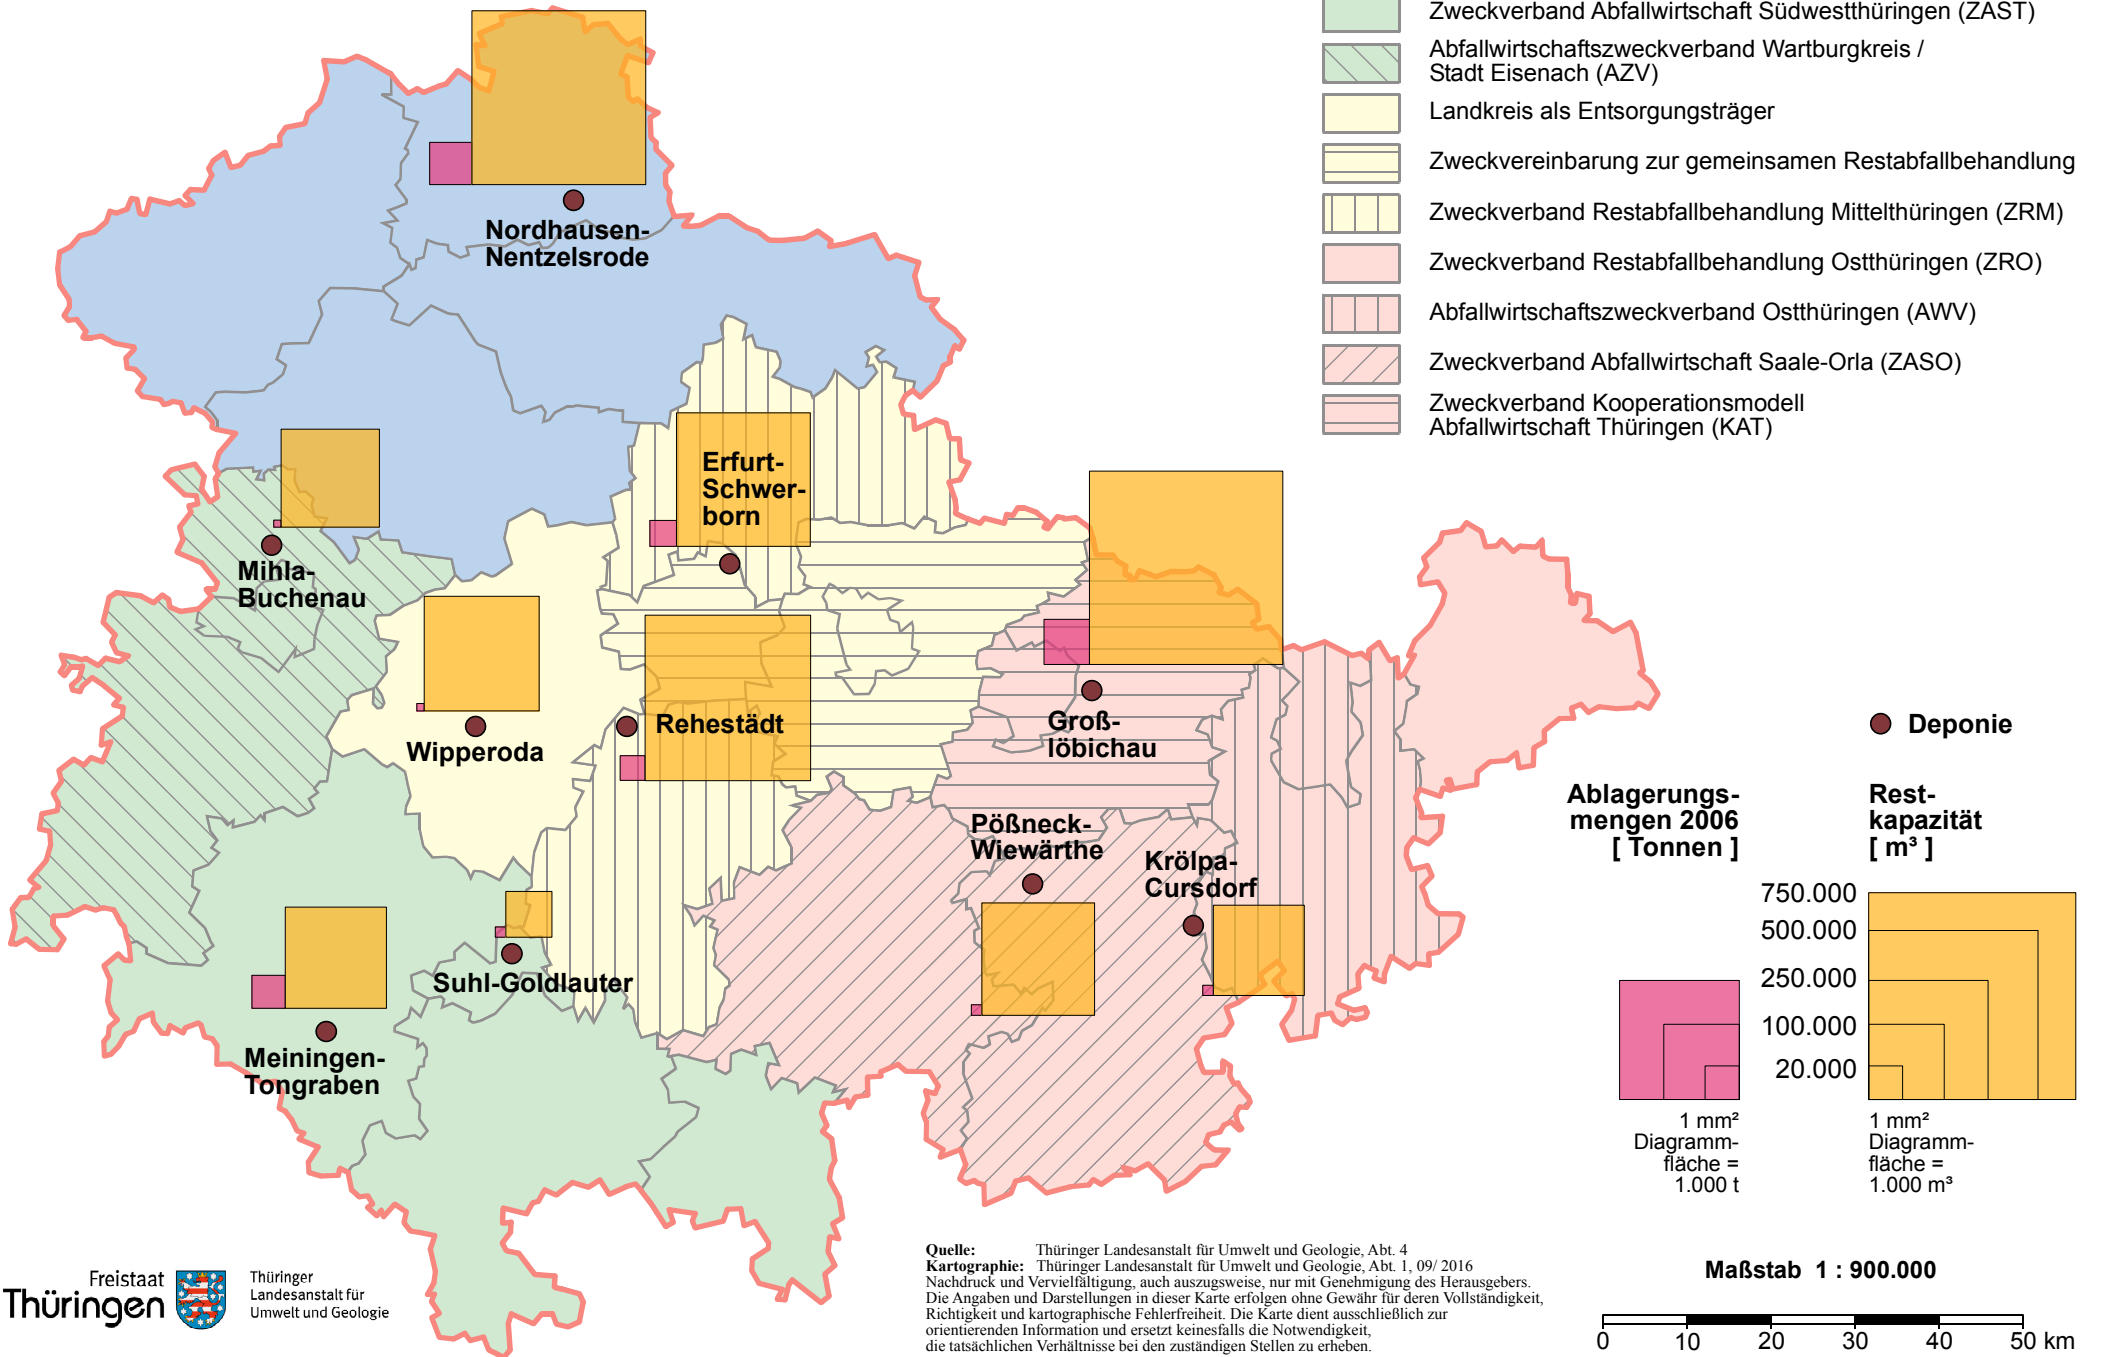 Zweckverband Abfallwirtschaft Südwestthüringen (ZAST)
Abfallwirtschaftszweckverband Wartburgkreis /
Stadt Eisenach (AZV)
Landkreis als Entsorgungsträger
Zweckvereinbarung zur gemeinsamen Restabfallbehandlung
Zweckverband Restabfallbehandlung Mittelthüringen (ZRM)
Zweckverband Restabfallbehandlung Ostthüringen (ZRO)
Abfallwirtschaftszweckverband Ostthüringen (AWV)
Zweckverband Abfallwirtschaft Saale-Orla (ZASO)
Zweckverband Kooperationsmodell
Abfallwirtschaft Thüringen (KAT)
Nordhausen-
Nentzelsrode
Erfurt-
Schwer-
born
Mihla-
Buchenau
Wipperoda
Rehestädt
Groß-
löbichau
Pößneck-
Wiewärthe
Krölpa-
Cursdorf
Suhl-Goldlauter
Meiningen-
Tongraben
Deponie
Ablagerungs-
mengen 2006
[ Tonnen ]
Rest-
kapazität
[ m³ ]
750.000
500.000
250.000
100.000
20.000
1 mm²
Diagramm-
fläche =
1.000 t
1 mm²
Diagramm-
fläche =
1.000 m³
Maßstab 1 : 900.000
0 10 20 30 40 50 km
Freistaat
Thüringen
Thüringer
Landesanstalt für
Umwelt und Geologie
Quelle: Thüringer Landesanstalt für Umwelt und Geologie, Abt. 4
Kartographie: Thüringer Landesanstalt für Umwelt und Geologie, Abt. 1, 09/ 2016
Nachdruck und Vervielfältigung, auch auszugsweise, nur mit Genehmigung des Herausgebers.
Die Angaben und Darstellungen in dieser Karte erfolgen ohne Gewähr für deren Vollständigkeit,
Richtigkeit und kartographische Fehlerfreiheit. Die Karte dient ausschließlich zur
orientierenden Information und ersetzt keinesfalls die Notwendigkeit,
die tatsächlichen Verhältnisse bei den zuständigen Stellen zu erheben.